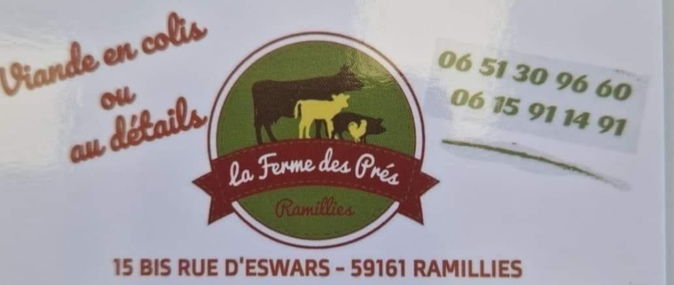 Viande en colis
ou
au détails
06 51 30 96 60
06 15 91 14 91
la Ferme des Prés
Ramillies
15 BIS RUE D'ESWARS - 59161 RAMILLIES